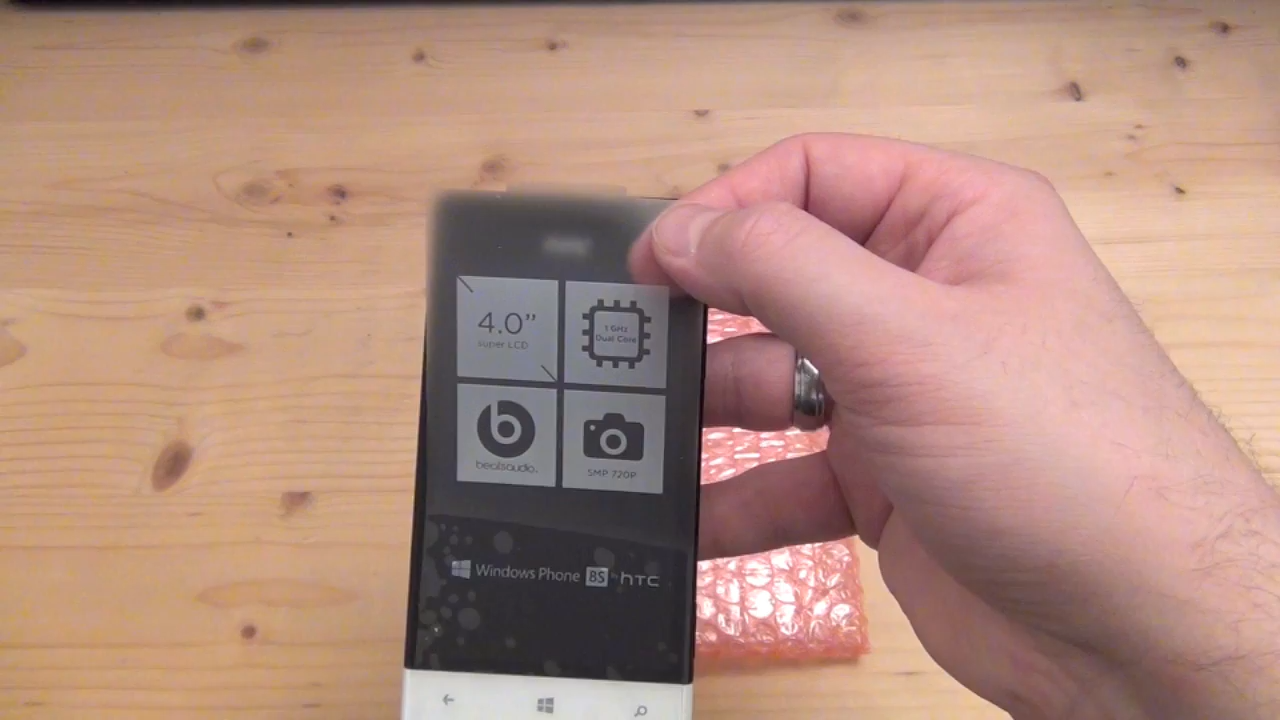 4.0”
super LCD
1 GHz
Dual Core
b
beatsaudio.
5MP 720P
Windows Phone 8S by hTC